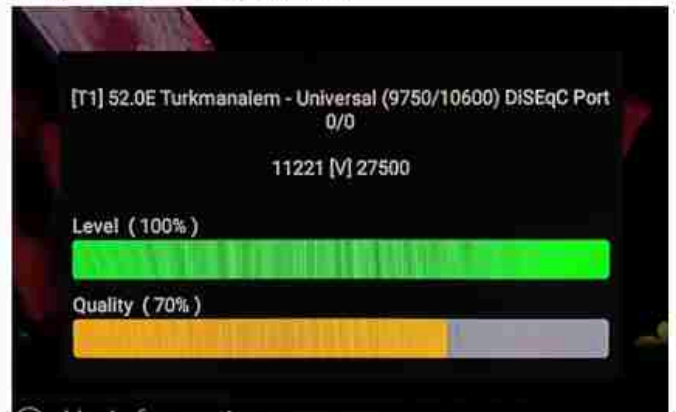 [T1] 52.0E Turkmanalem - Universal (9750/10600) DiSEqC Port
0/0
11221 [V] 27500
Level (100%)
Quality (70%)